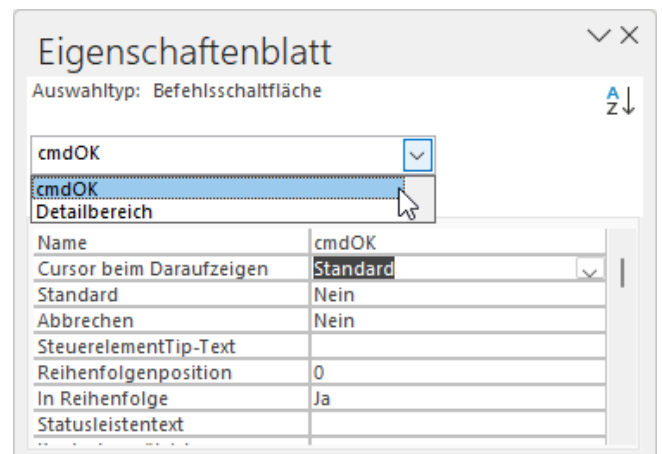 Eigenschaftenblatt
Auswahltyp: Befehlsschaltfläche
A
Z
cmdOK
cmdOK
Detailbereich
Name cmdOK
Cursor beim Daraufzeigen Standard
Standard Nein
Abbrechen Nein
SteuerelementTip-Text
Reihenfolgenposition 0
In Reihenfolge Ja
Statusleistentext